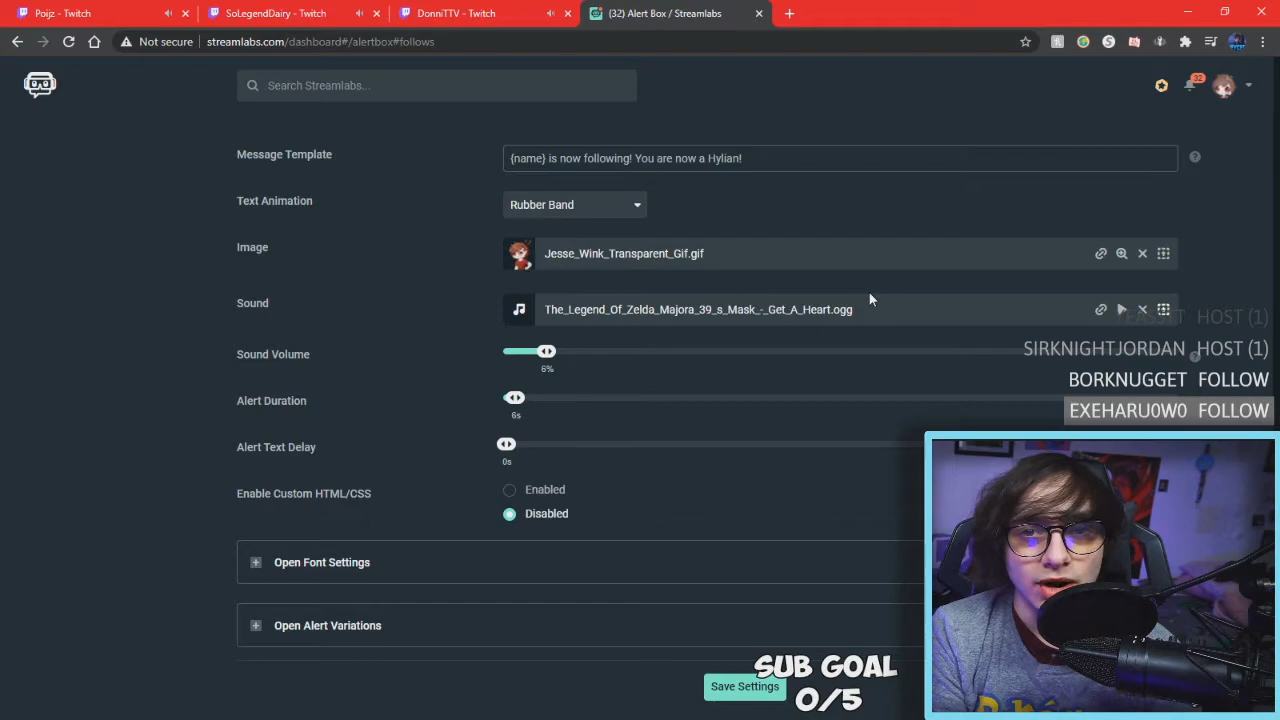 Poijz - Twitch
SoLegendDairy - Twitch
DonniTTV - Twitch
(32) Alert Box / Streamlabs
Not secure
streamlabs.com/dashboard#/alertbox#follows
Search Streamlabs...
32
Message Template
{name} is now following! You are now a Hylian!
Text Animation
Rubber Band
Image
Jesse_Wink_Transparent_Gif.gif
Sound
The_Legend_Of_Zelda_Majora_39_s_Mask_-_Get_A_Heart.ogg
HOST (1)
Sound Volume
6%
SIRKNIGHTJORDAN HOST (1)
BORKNUGGET FOLLOW
Alert Duration
6s
EXEHARU0W0 FOLLOW
Alert Text Delay
0s
Enable Custom HTML/CSS
Enabled
Disabled
Open Font Settings
Open Alert Variations
Save Settings
SUB GOAL
0/5